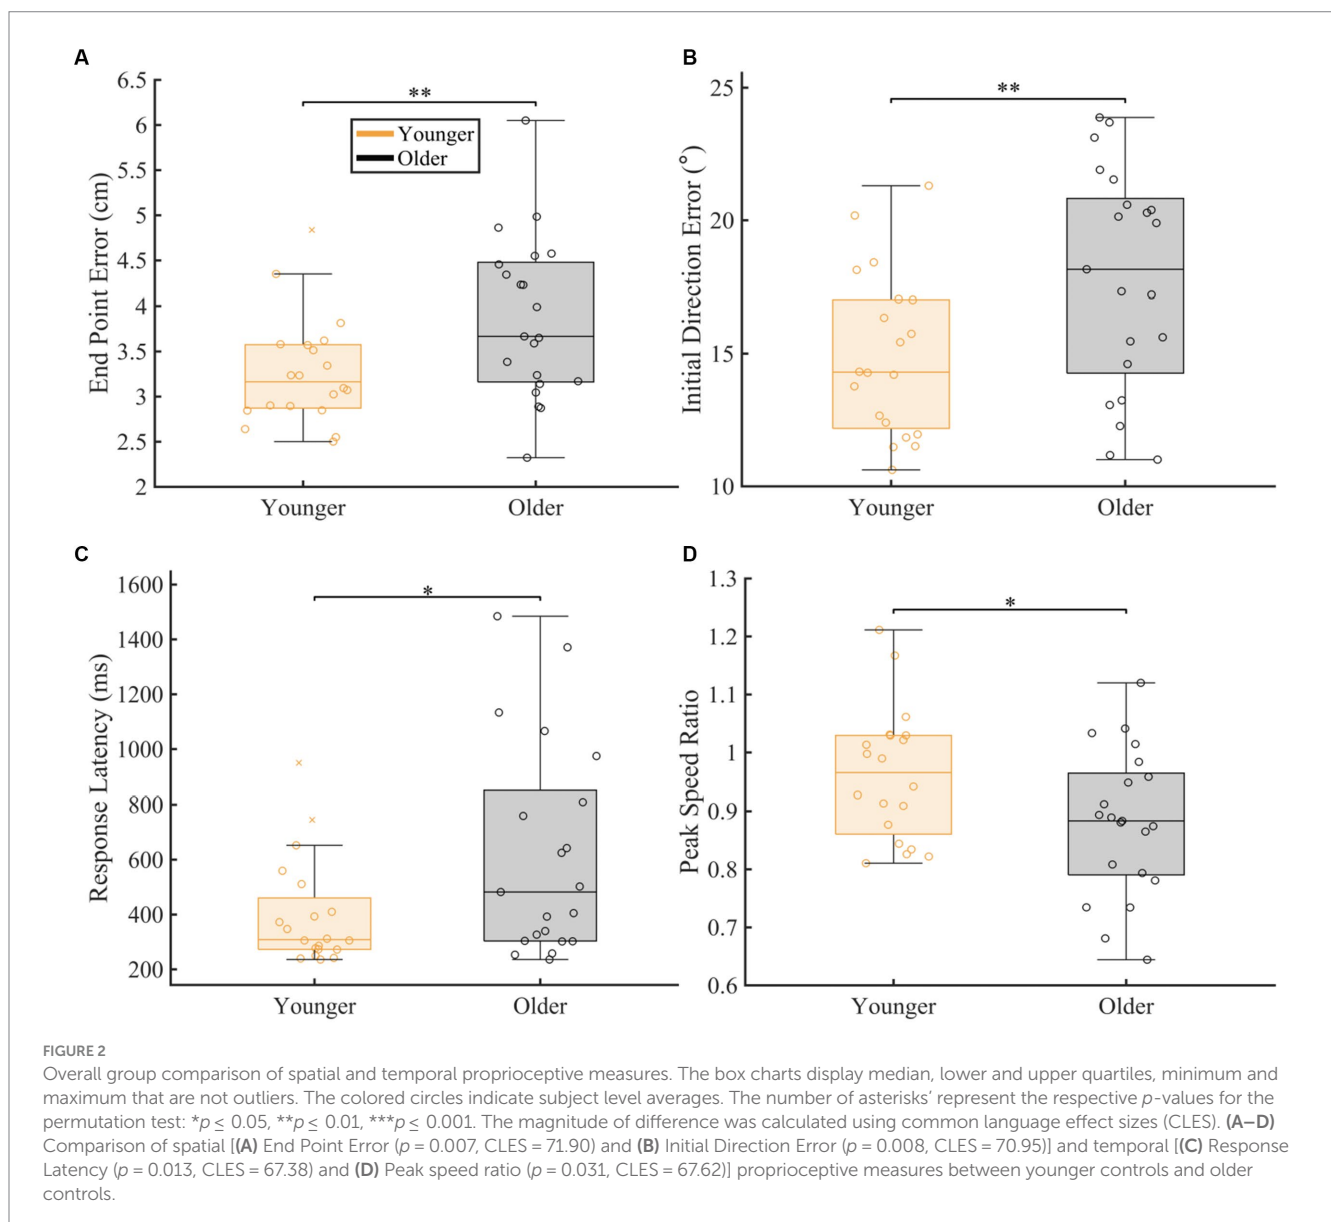 A
6.5
6
5.5
5
4.5
4
3.5
3
2.5
2
End Point Error (cm)
**
Younger
Older
Younger
Older
B
25
20
15
10
Initial Direction Error (°)
**
Younger
Older
C
1600
1400
1200
1000
800
600
400
200
Response Latency (ms)
*
Younger
Older
D
1.3
1.2
1.1
1
0.9
0.8
0.7
0.6
Peak Speed Ratio
*
Younger
Older
FIGURE 2
Overall group comparison of spatial and temporal proprioceptive measures. The box charts display median, lower and upper quartiles, minimum and
maximum that are not outliers. The colored circles indicate subject level averages. The number of asterisks’ represent the respective p-values for the
permutation test: *p ≤ 0.05, **p ≤ 0.01, ***p ≤ 0.001. The magnitude of difference was calculated using common language effect sizes (CLES). (A–D)
Comparison of spatial [(A) End Point Error (p = 0.007, CLES = 71.90) and (B) Initial Direction Error (p = 0.008, CLES = 70.95)] and temporal [(C) Response
Latency (p = 0.013, CLES = 67.38) and (D) Peak speed ratio (p = 0.031, CLES = 67.62)] proprioceptive measures between younger controls and older
controls.